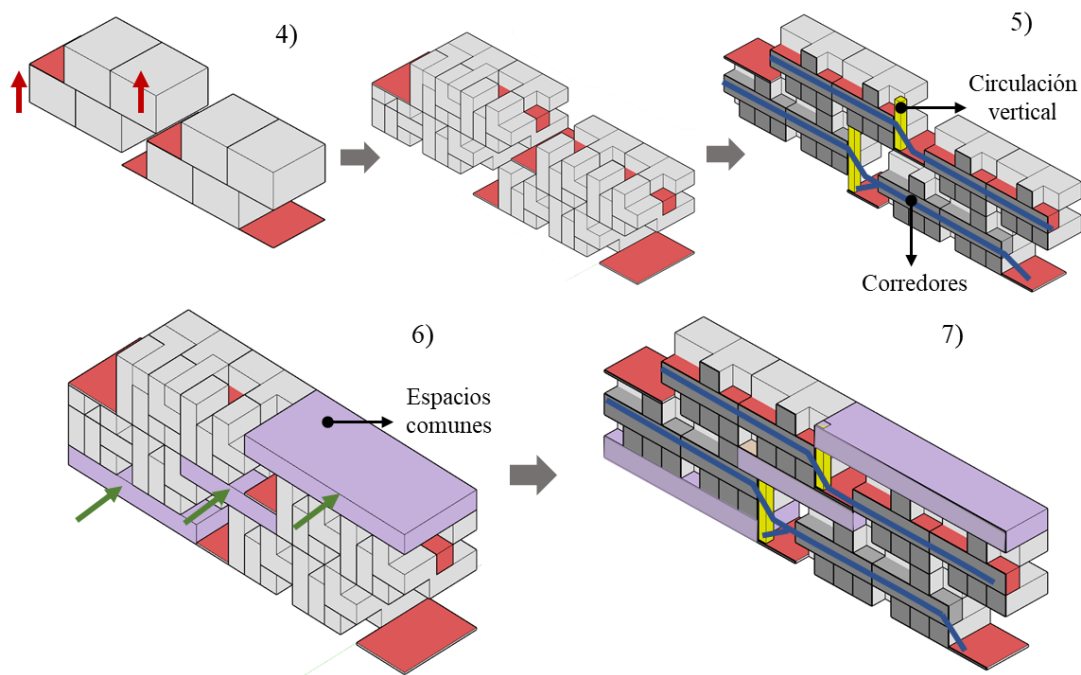 4)
5)
Circulación
vertical
Corredores
6)
Espacios
comunes
7)